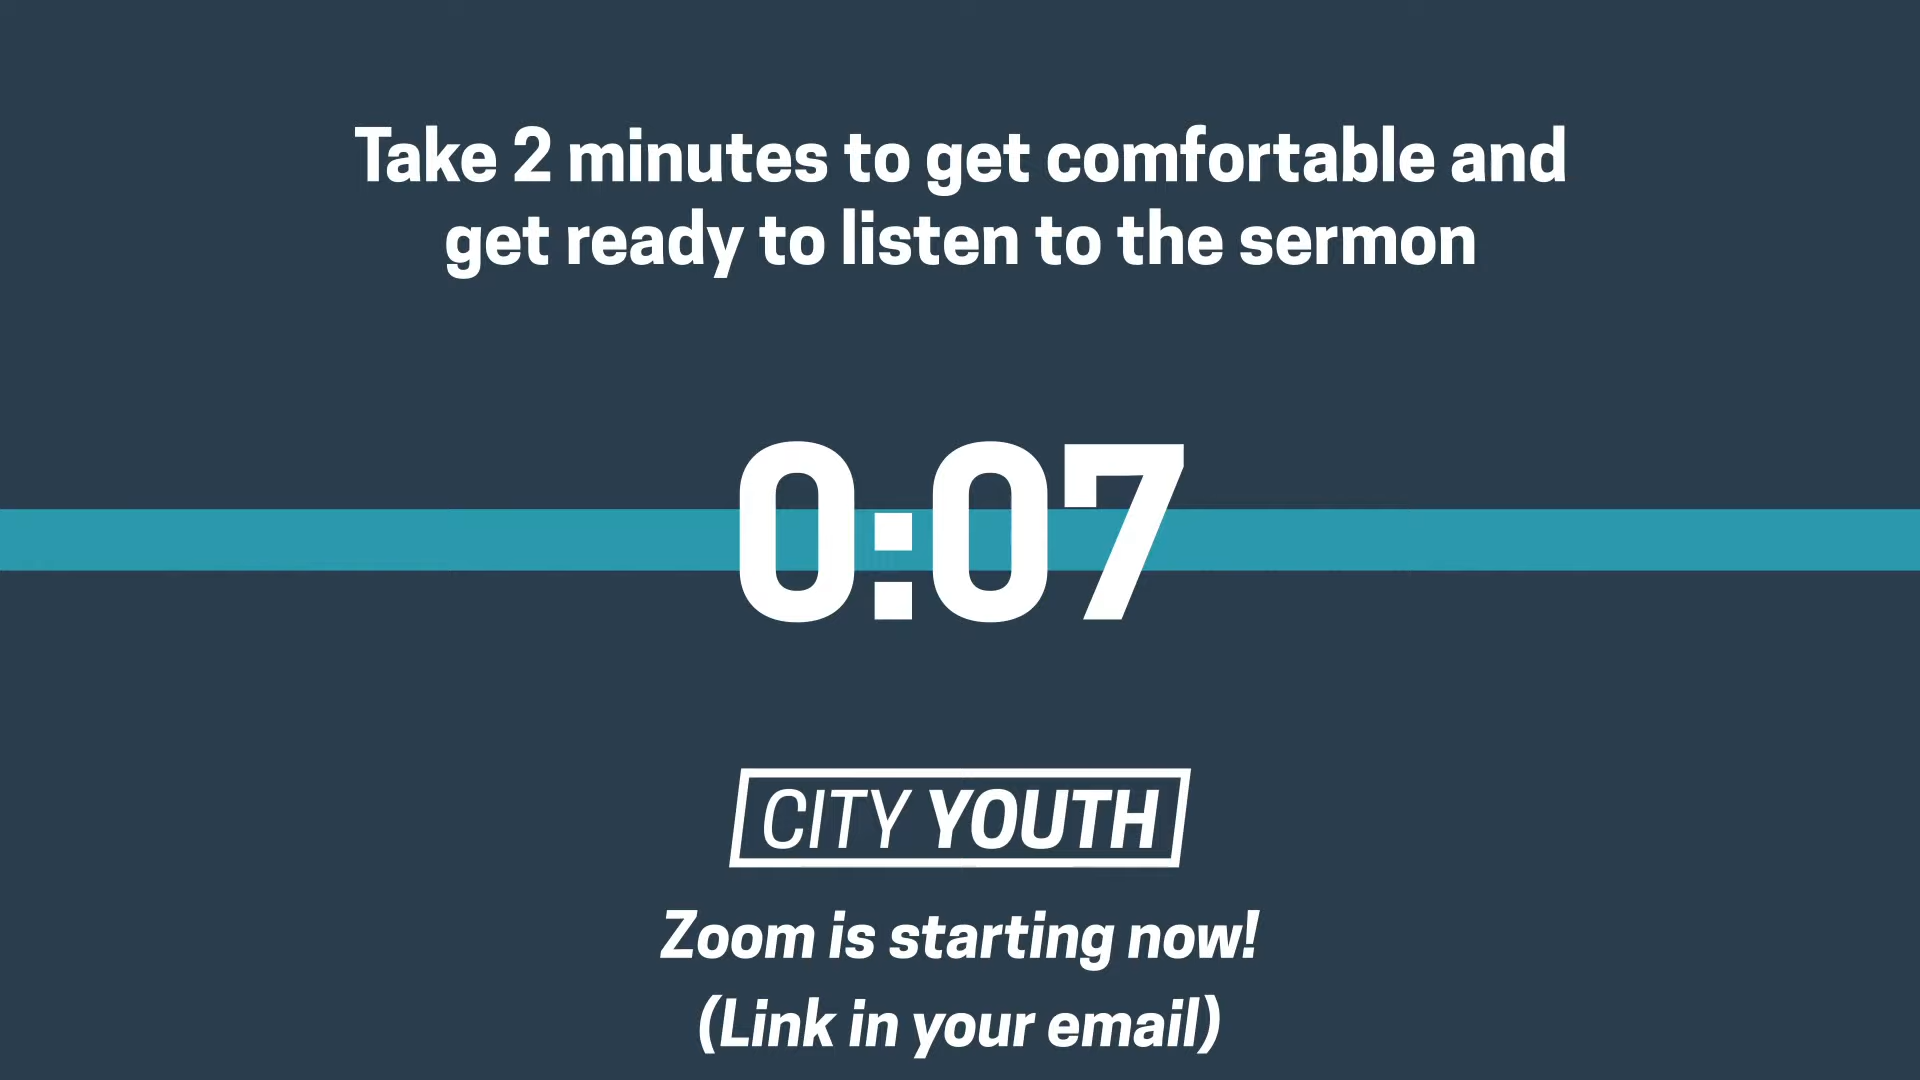 Take 2 minutes to get comfortable and
get ready to listen to the sermon
0:07
CITY YOUTH
Zoom is starting now!
(Link in your email)